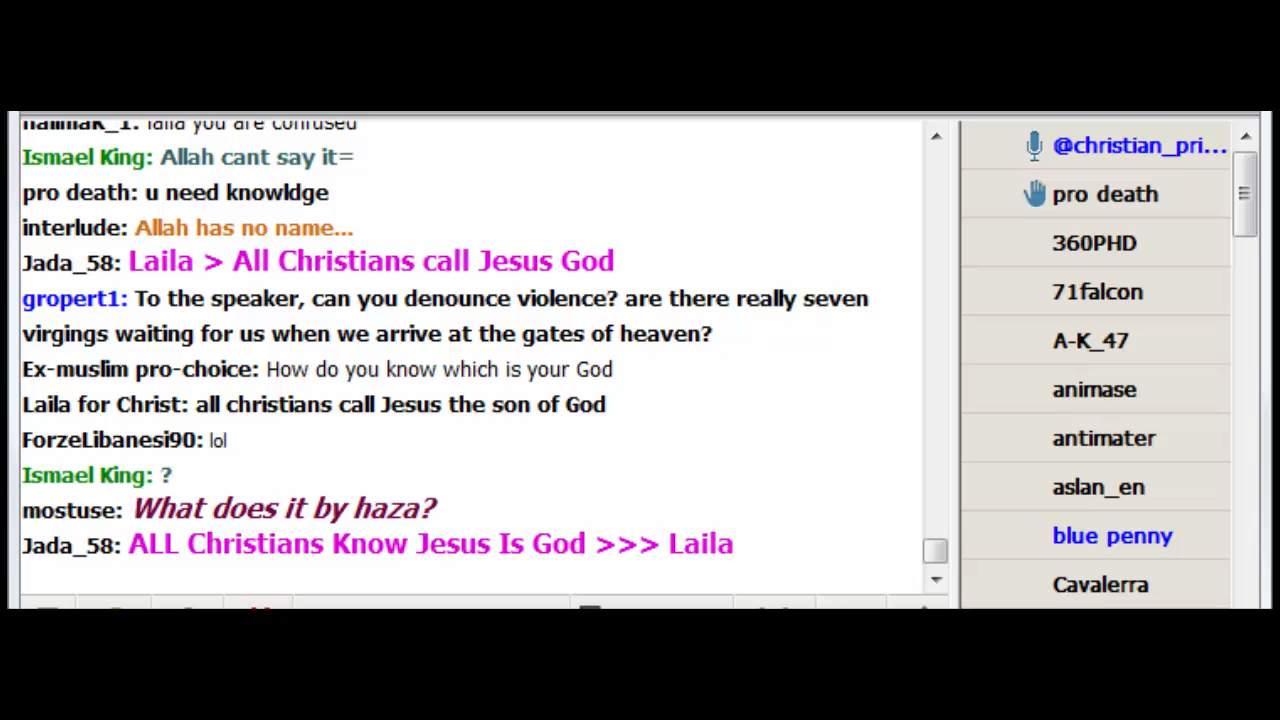 hallmaK_1: laila you are confused
Ismael King: Allah cant say it=
pro death: u need knowldge
interlude: Allah has no name...
Jada_58: Laila > All Christians call Jesus God
gropert1: To the speaker, can you denounce violence? are there really seven
virgings waiting for us when we arrive at the gates of heaven?
Ex-muslim pro-choice: How do you know which is your God
Laila for Christ: all christians call Jesus the son of God
ForzeLibanesi90: lol
Ismael King: ?
mostuse: What does it by haza?
Jada_58: ALL Christians Know Jesus Is God >>> Laila
@christian_pri...
pro death
360PHD
71falcon
A-K_47
animase
antimater
aslan_en
blue penny
Cavalerra